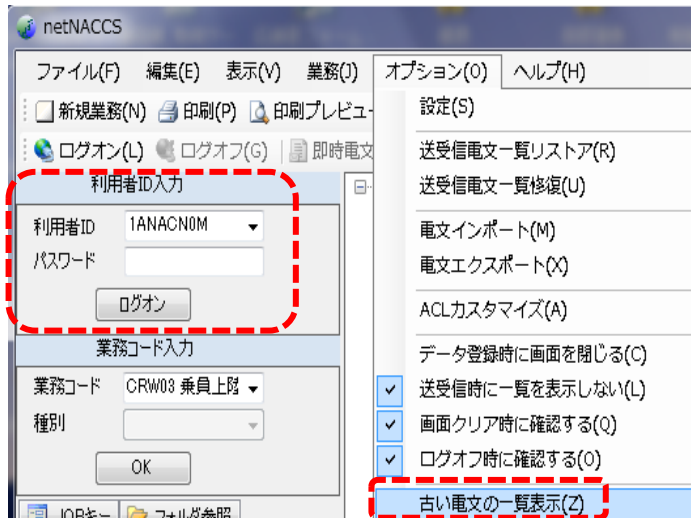 netNACCS
ファイル(F) 編集(E) 表示(V) 業務(J) オプション(O) ヘルプ(H)
新規業務(N) 印刷(P) 印刷プレビュー
ログオン(L) ログオフ(G) 即時電文
利用者ID入力
利用者ID 1ANACN0M
パスワード
ログオン
業務コード入力
業務コード CRW03 乗員上陸
種別
OK
JOBキー フォルダ参照
設定(S)
送受信電文一覧リストア(R)
送受信電文一覧修復(U)
電文インポート(M)
電文エクスポート(X)
ACLカスタマイズ(A)
データ登録時に画面を閉じる(C)
送受信時に一覧を表示しない(L)
画面クリア時に確認する(Q)
ログオフ時に確認する(O)
古い電文の一覧表示(Z)